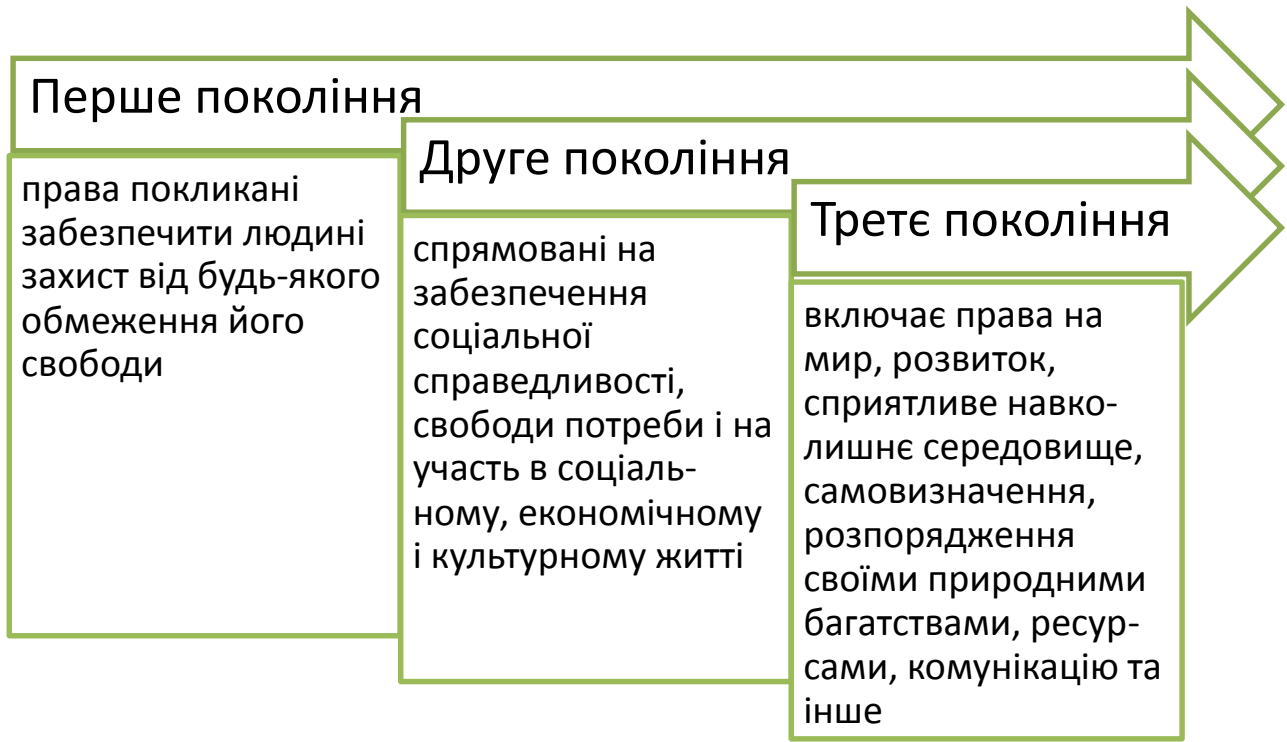 Перше покоління
права покликані
забезпечити людині
захист від будь-якого
обмеження його
свободи
Друге покоління
спрямовані на
забезпечення
соціальної
справедливості,
свободи потреби і на
участь в соціаль-
ному, економічному
і культурному житті
Третє покоління
включає права на
мир, розвиток,
сприятливе навко-
лишнє середовище,
самовизначення,
розпорядження
своїми природними
багатствами, ресур-
сами, комунікацію та
інше